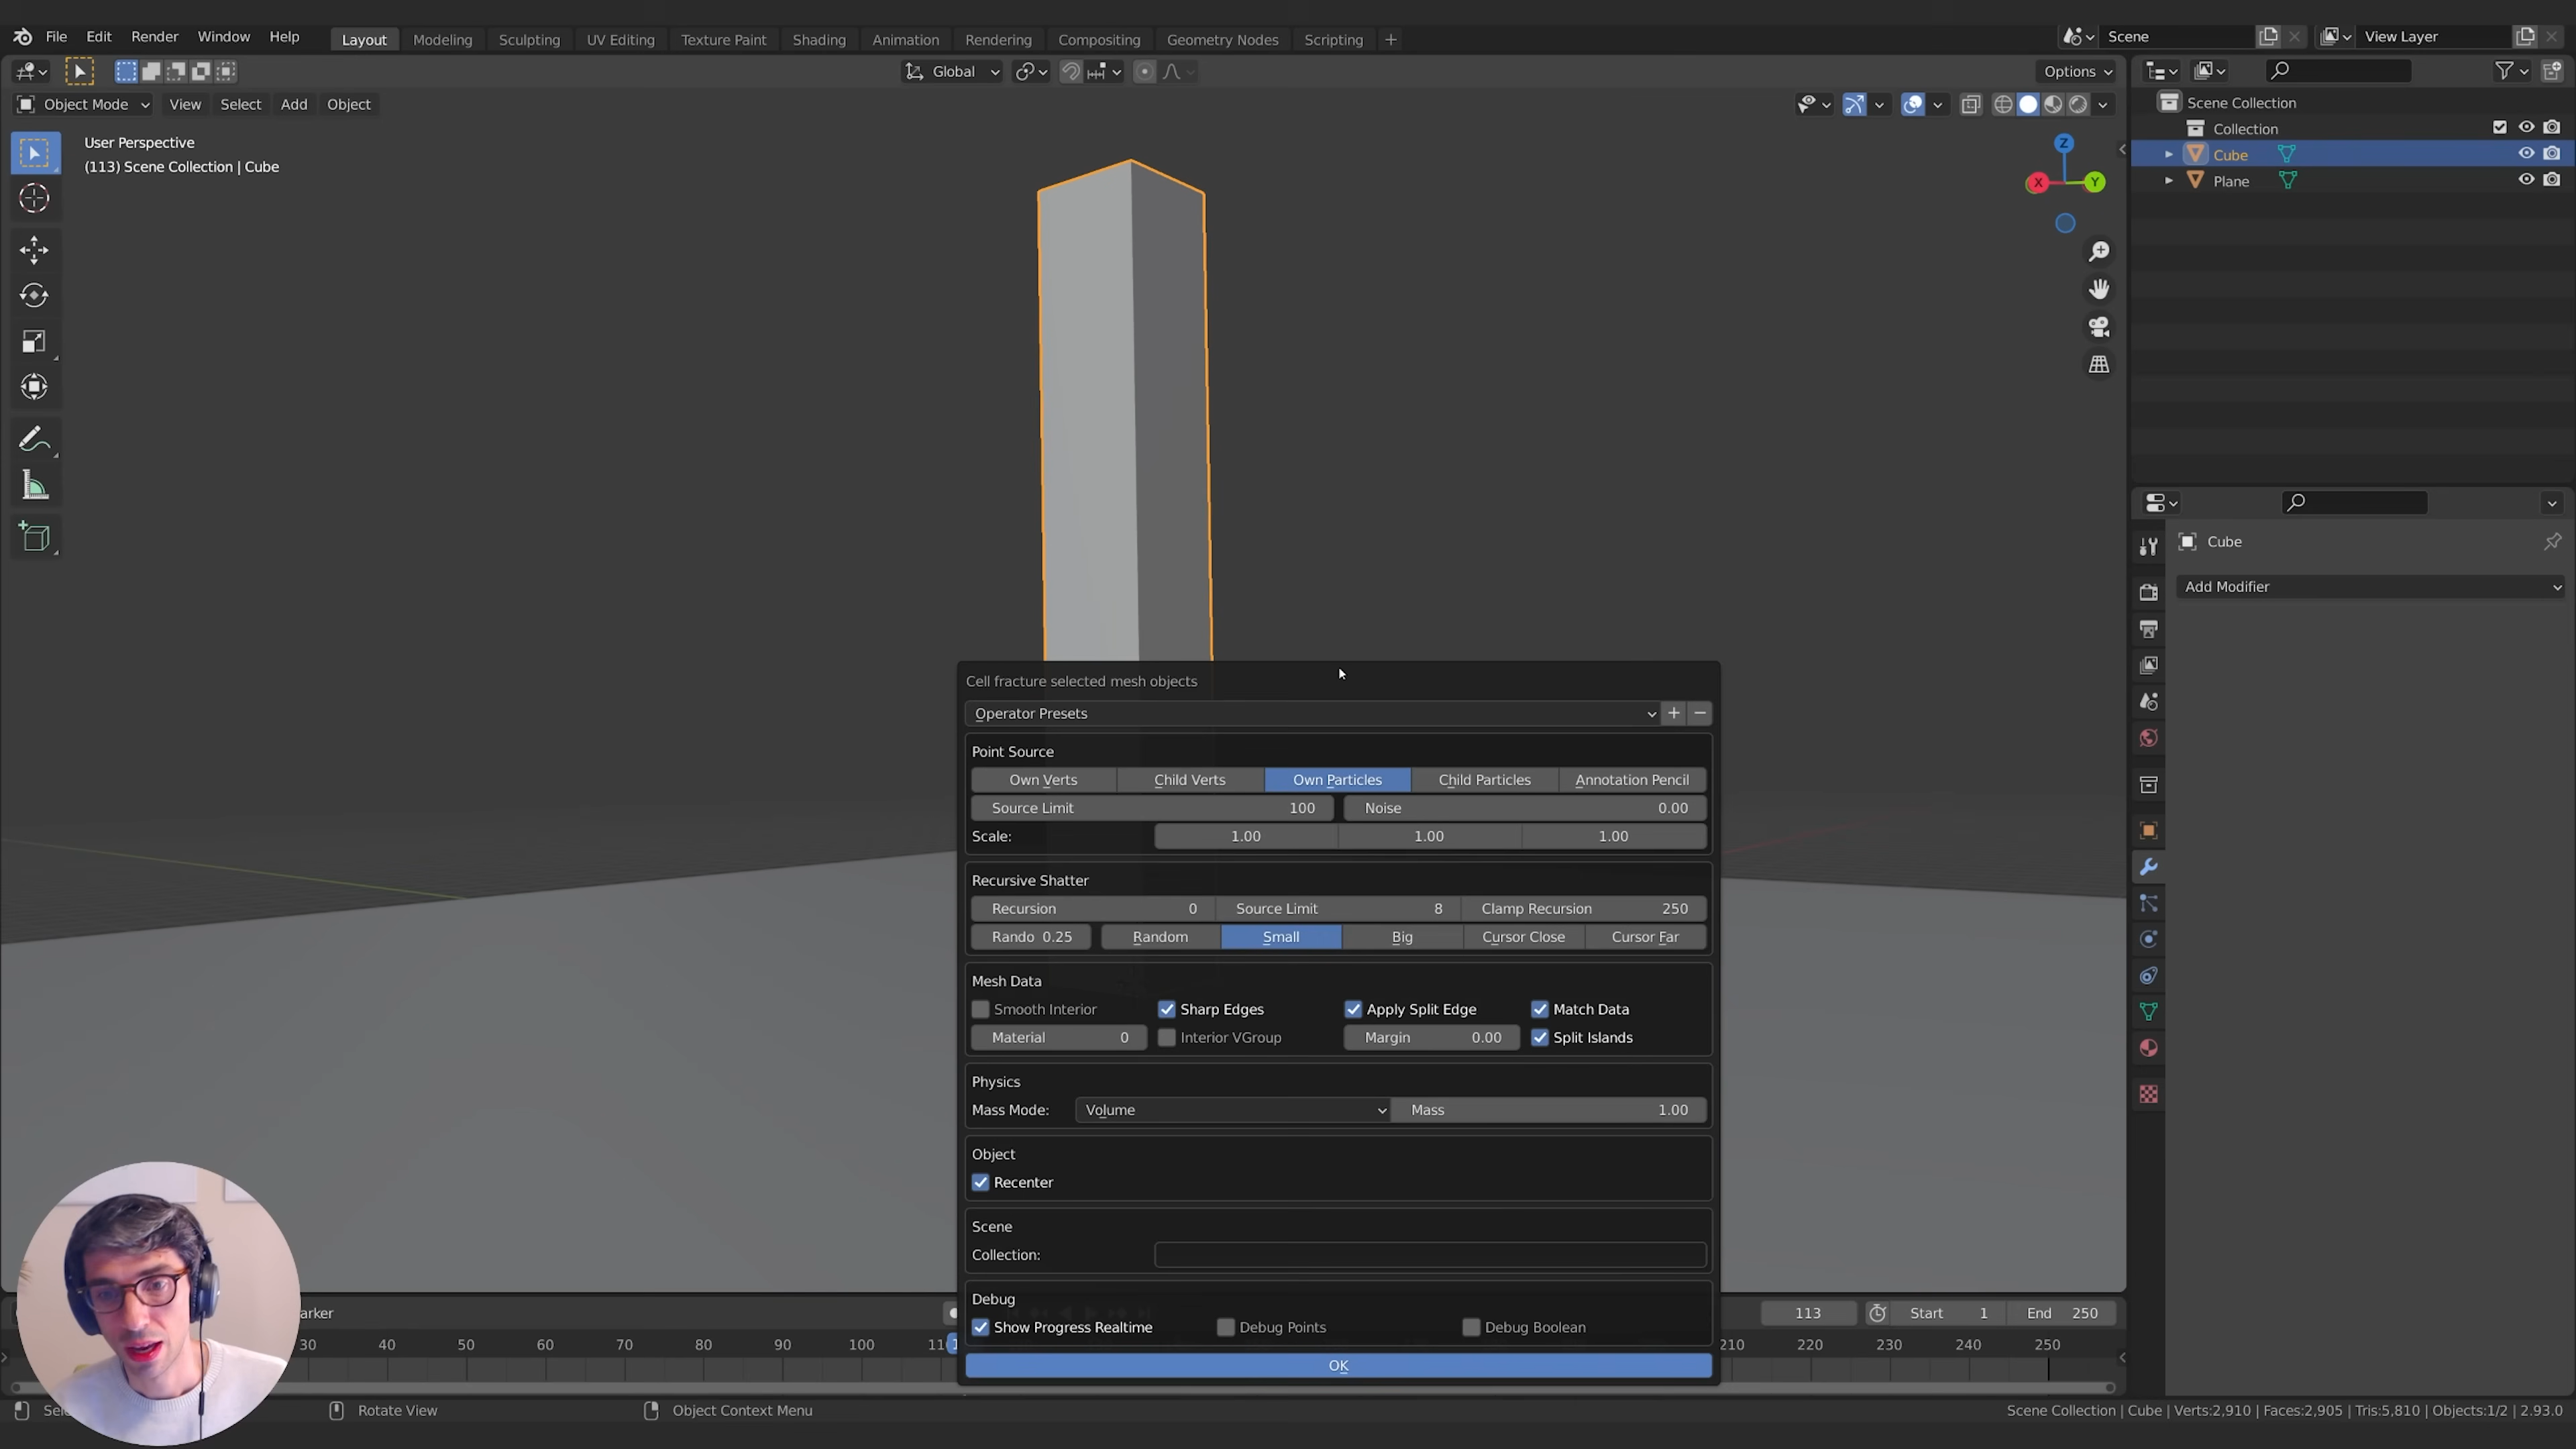 File Edit Render Window Help Layout Modeling Sculpting UV Editing Texture Paint Shading Animation Rendering Compositing Geometry Nodes Scripting + Scene View Layer
Global Options
Object Mode View Select Add Object
User Perspective
(113) Scene Collection | Cube
Z
X Y
Scene Collection
Collection
Cube
Plane
Cube
Add Modifier
Cell fracture selected mesh objects
Operator Presets
Point Source
Own Verts Child Verts Own Particles Child Particles Annotation Pencil
Source Limit 100 Noise 0.00
Scale: 1.00 1.00 1.00
Recursive Shatter
Recursion 0 Source Limit 8 Clamp Recursion 250
Rando 0.25 Random Small Big Cursor Close Cursor Far
Mesh Data
Smooth Interior Sharp Edges Apply Split Edge Match Data
Material 0 Interior VGroup Margin 0.00 Split Islands
Physics
Mass Mode: Volume Mass 1.00
Object
Recenter
Scene
Collection:
Debug
Show Progress Realtime Debug Points Debug Boolean
OK
arker 113 Start 1 End 250
30 40 50 60 70 80 90 100 11 210 220 230 240 250
Rotate View Object Context Menu Scene Collection | Cube | Verts:2,910 | Faces:2,905 | Tris:5,810 | Objects:1/2 | 2.93.0